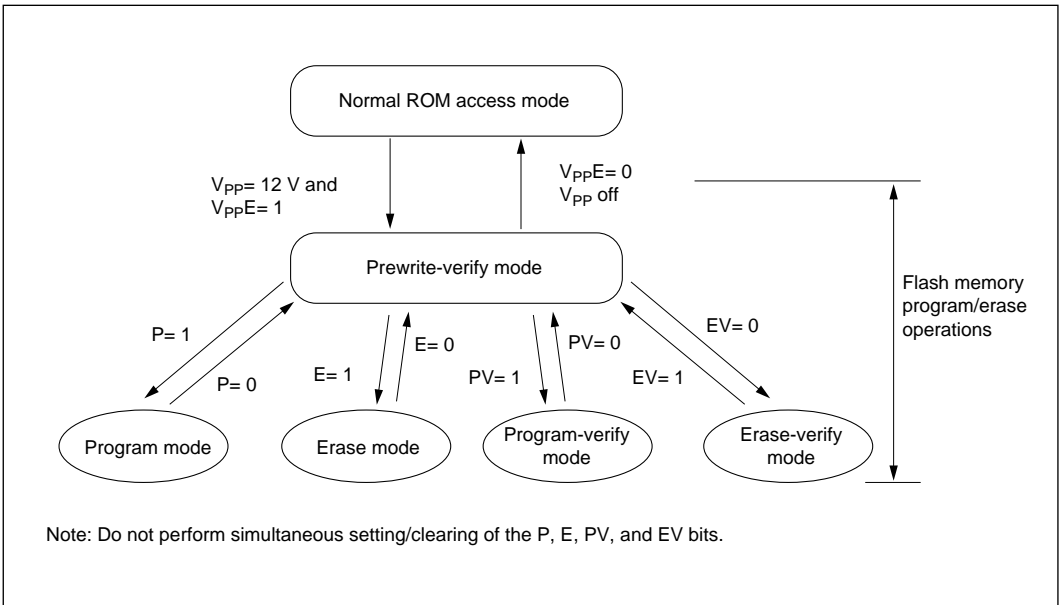 Normal ROM access mode
VPP= 12 V and
VPPE= 1
VPPE= 0
VPP off
Prewrite-verify mode
Flash memory
program/erase
operations
P= 1
P= 0
E= 1
E= 0
PV= 1
PV= 0
EV= 1
EV= 0
Program mode
Erase mode
Program-verify
mode
Erase-verify
mode
Note: Do not perform simultaneous setting/clearing of the P, E, PV, and EV bits.